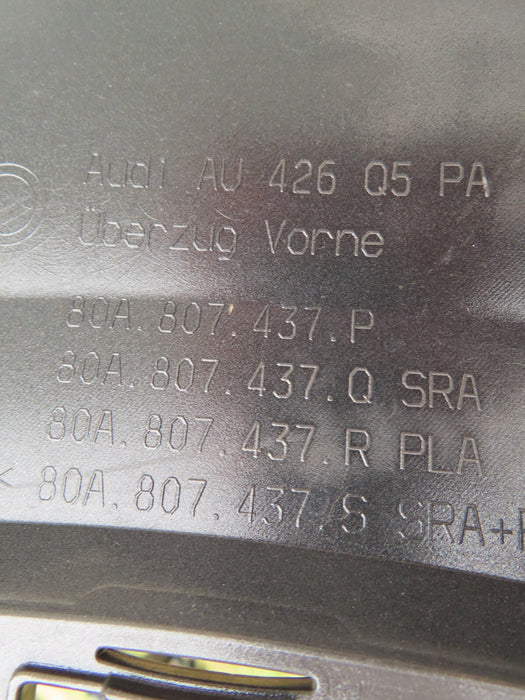 Audi AU 426 Q5 PA
Überzug Vorne
80A.807.437.P
80A.807.437.Q SRA
80A.807.437.R PLA
< 80A.807.437.S SRA+